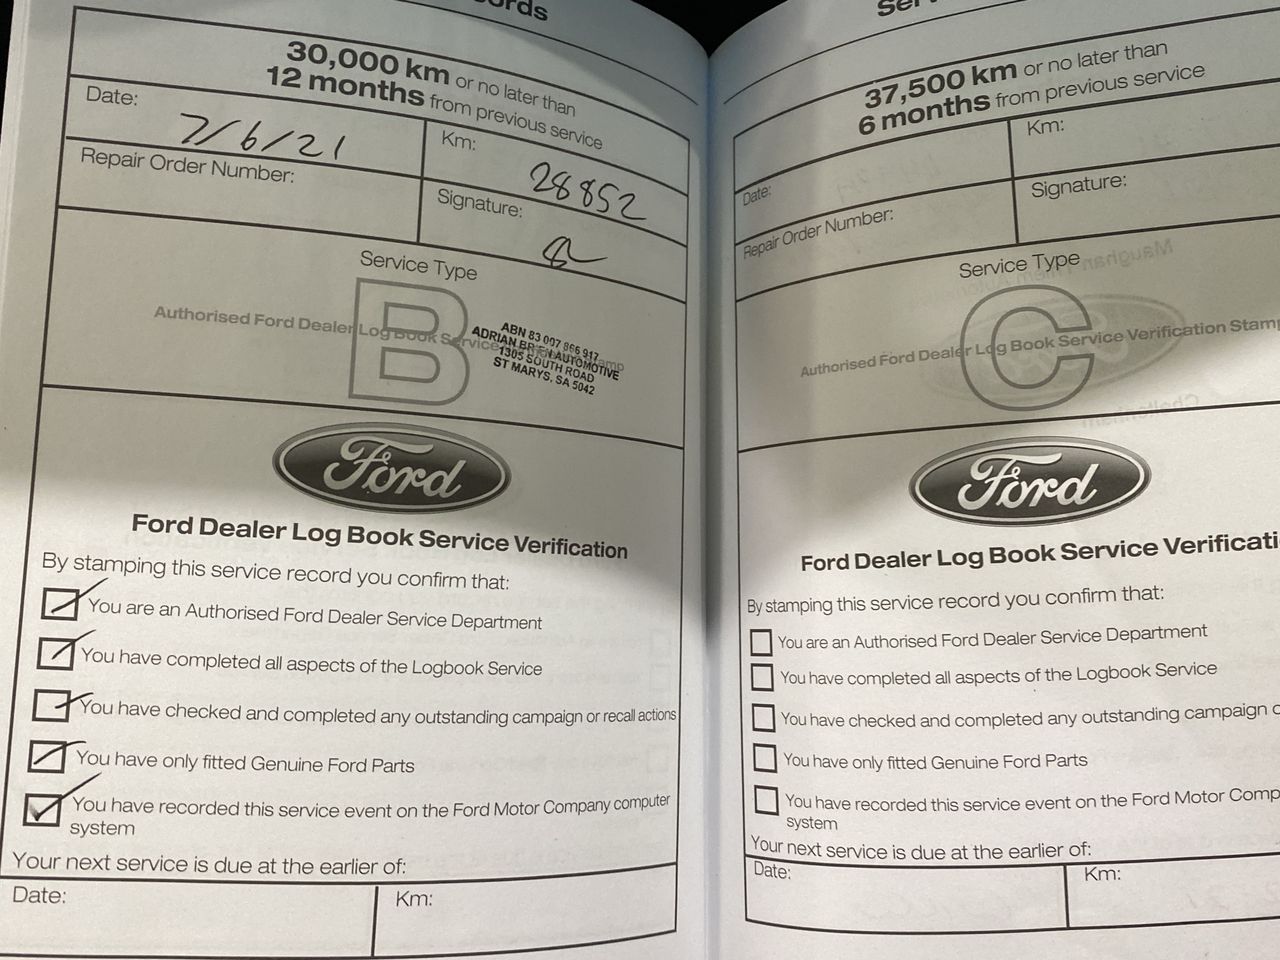 30,000 km or no later than
12 months from previous service
Date: 7/6/21
Km: 28852
Repair Order Number:
Signature:
Service Type
B
Authorised Ford Dealer Log Book Service Stamp
ABN 83 007 866 917
ADRIAN AUTOMOTIVE
1305 SOUTH ROAD
ST MARYS, SA 5042
Ford
Ford Dealer Log Book Service Verification
By stamping this service record you confirm that:
You are an Authorised Ford Dealer Service Department
You have completed all aspects of the Logbook Service
You have checked and completed any outstanding campaign or recall actions
You have only fitted Genuine Ford Parts
You have recorded this service event on the Ford Motor Company computer
system
Your next service is due at the earlier of:
Date:
Km:
37,500 km or no later than
6 months from previous service
Date:
Km:
Repair Order Number:
Signature:
Service Type
C
Authorised Ford Dealer Log Book Service Verification Stamp
Ford
Ford Dealer Log Book Service Verificati
By stamping this service record you confirm that:
You are an Authorised Ford Dealer Service Department
You have completed all aspects of the Logbook Service
You have checked and completed any outstanding campaign
You have only fitted Genuine Ford Parts
You have recorded this service event on the Ford Motor Comp
system
Your next service is due at the earlier of:
Date:
Km: